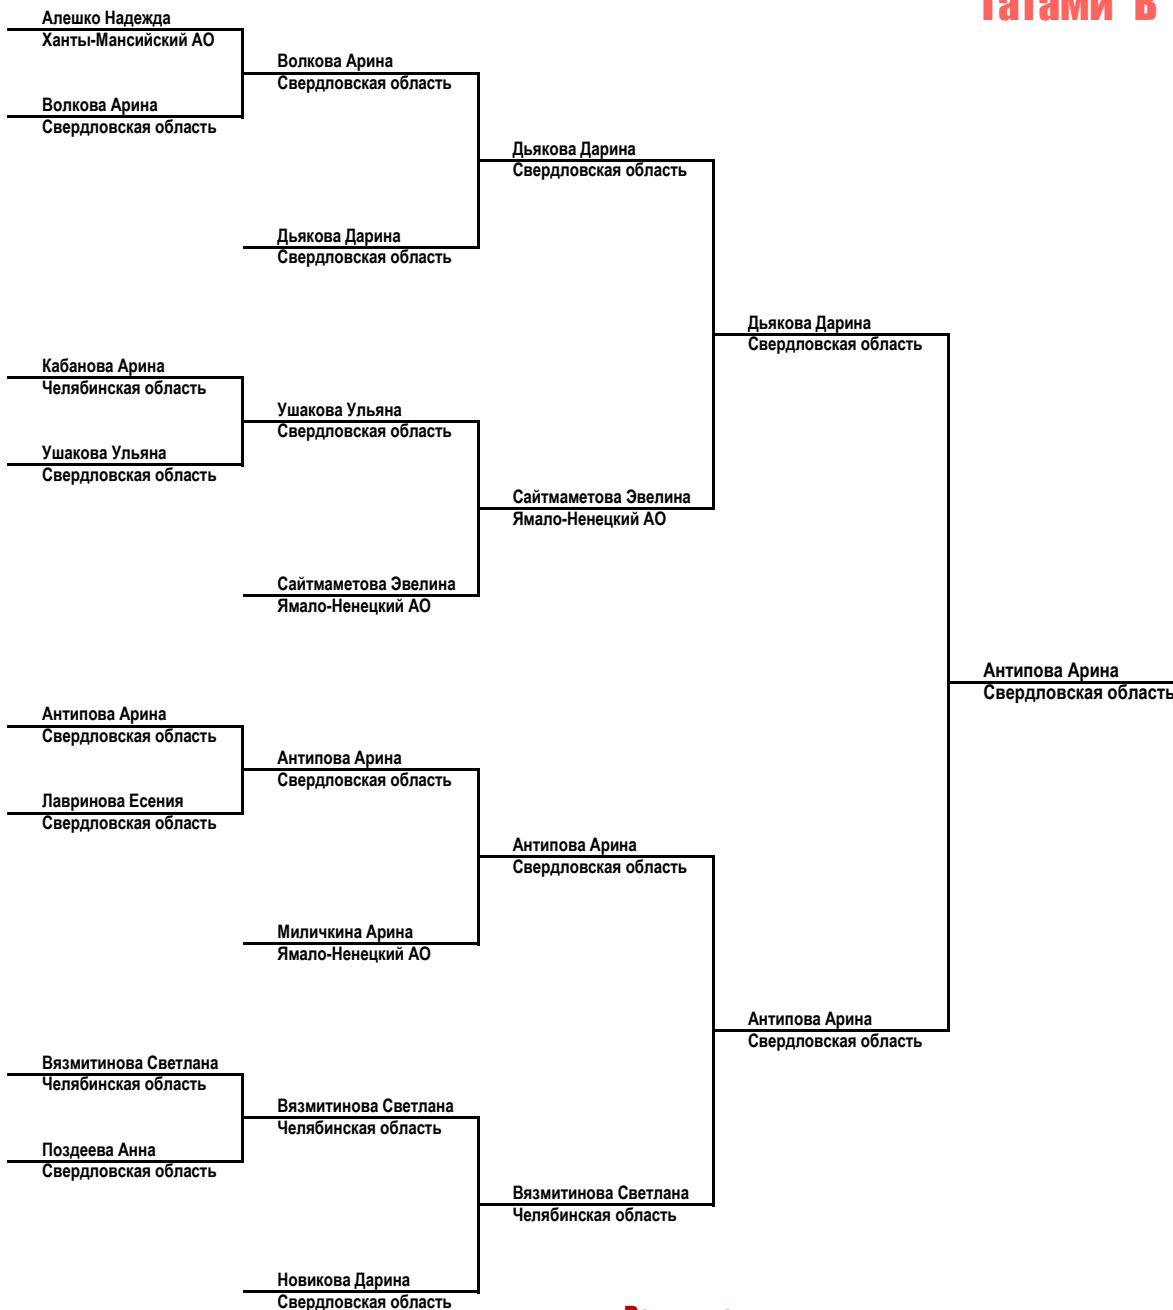 Татами В
Алешко Надежда
Ханты-Мансийский АО
Волкова Арина
Свердловская область
Волкова Арина
Свердловская область
Дьякова Дарина
Свердловская область
Дьякова Дарина
Свердловская область
Дьякова Дарина
Свердловская область
Кабанова Арина
Челябинская область
Ушакова Ульяна
Свердловская область
Ушакова Ульяна
Свердловская область
Сайтмаметова Эвелина
Ямало-Ненецкий АО
Сайтмаметова Эвелина
Ямало-Ненецкий АО
Антипова Арина
Свердловская область
Антипова Арина
Свердловская область
Антипова Арина
Свердловская область
Лавринова Есения
Свердловская область
Антипова Арина
Свердловская область
Миличкина Арина
Ямало-Ненецкий АО
Антипова Арина
Свердловская область
Вязмитинова Светлана
Челябинская область
Вязмитинова Светлана
Челябинская область
Поздеева Анна
Свердловская область
Вязмитинова Светлана
Челябинская область
Новикова Дарина
Свердловская область